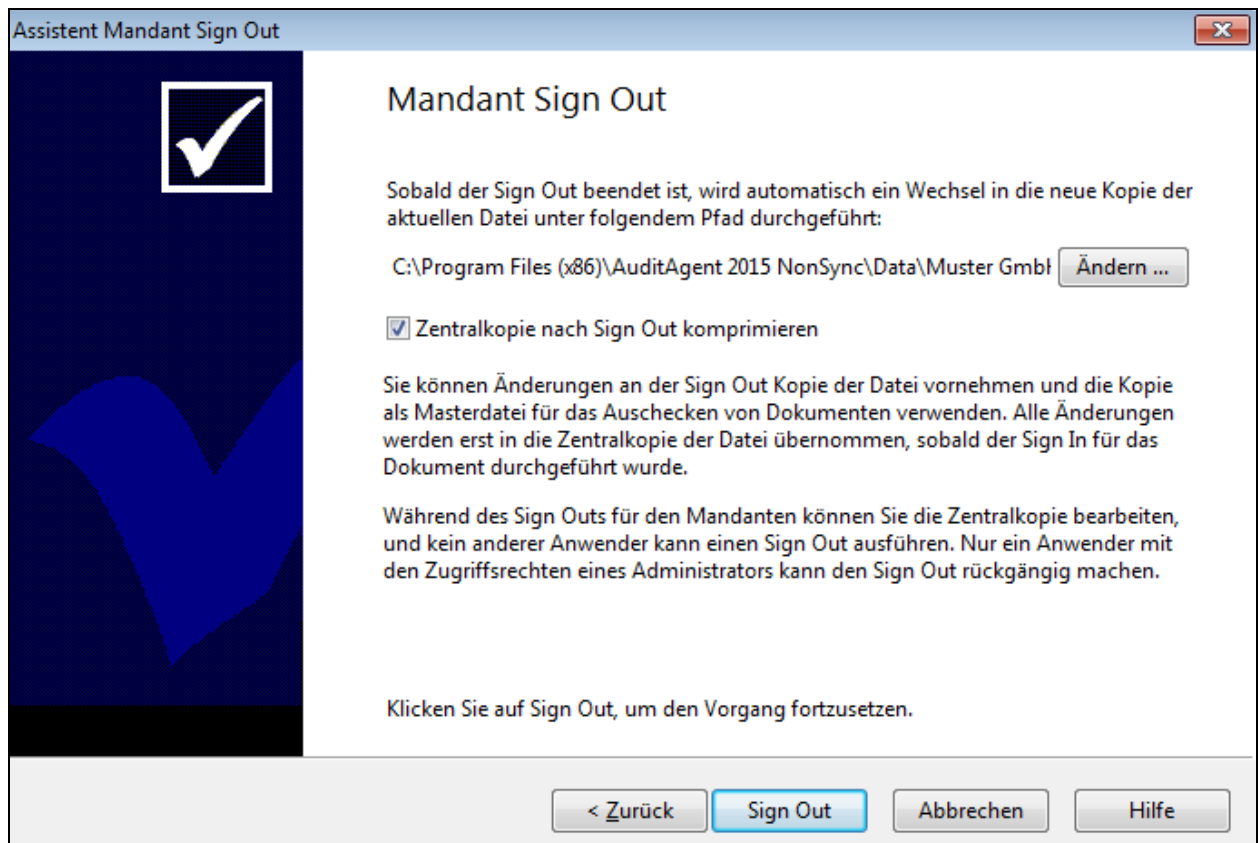 Assistent Mandant Sign Out
Mandant Sign Out
Sobald der Sign Out beendet ist, wird automatisch ein Wechsel in die neue Kopie der
aktuellen Datei unter folgendem Pfad durchgeführt:
C:\Program Files (x86)\AuditAgent 2015 NonSync\Data\Muster GmbH
Ändern ...
Zentralkopie nach Sign Out komprimieren
Sie können Änderungen an der Sign Out Kopie der Datei vornehmen und die Kopie
als Masterdatei für das Auschecken von Dokumenten verwenden. Alle Änderungen
werden erst in die Zentralkopie der Datei übernommen, sobald der Sign In für das
Dokument durchgeführt wurde.
Während des Sign Outs für den Mandanten können Sie die Zentralkopie bearbeiten,
und kein anderer Anwender kann einen Sign Out ausführen. Nur ein Anwender mit
den Zugriffsrechten eines Administrators kann den Sign Out rückgängig machen.
Klicken Sie auf Sign Out, um den Vorgang fortzusetzen.
< Zurück
Sign Out
Abbrechen
Hilfe